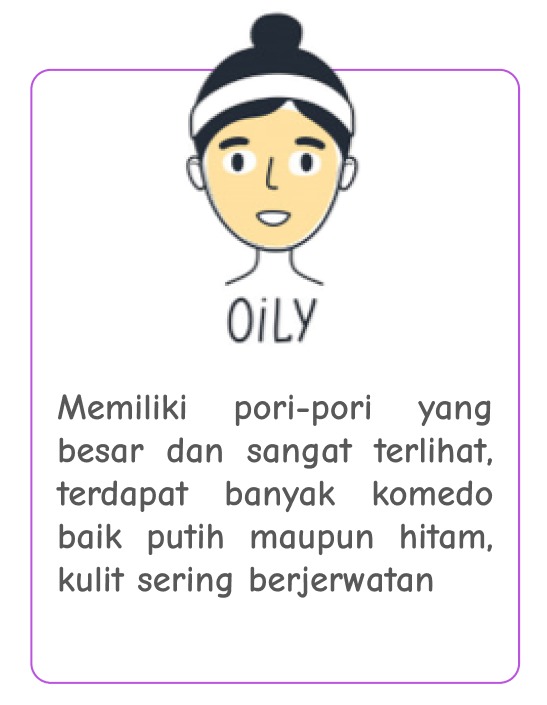 OiLY
Memiliki pori-pori yang
besar dan sangat terlihat,
terdapat banyak komedo
baik putih maupun hitam,
kulit sering berjerwatan